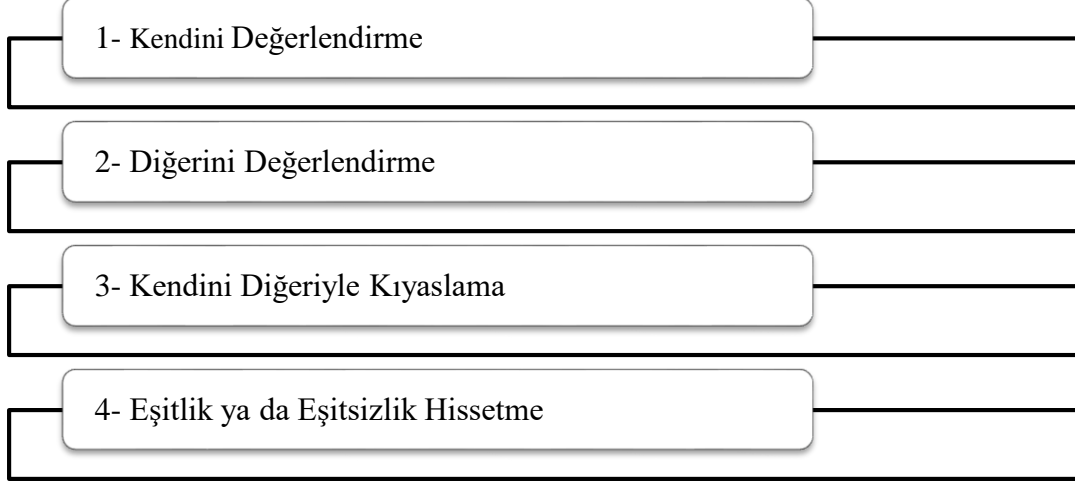 1- Kendini Değerlendirme
2- Diğerini Değerlendirme
3- Kendini Diğeriyle Kıyaslama
4- Eşitlik ya da Eşitsizlik Hissetme